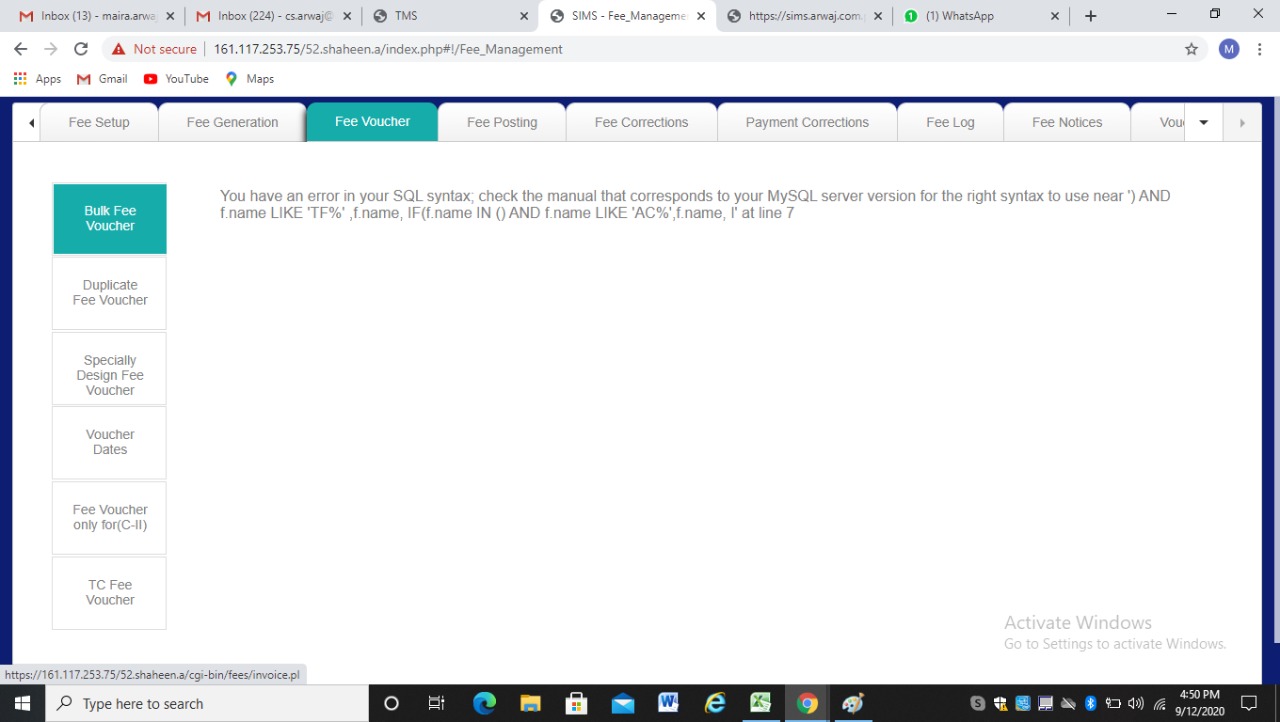 Inbox (13) - maira.arwa
Inbox (224) - cs.arwaj@
TMS
SIMS - Fee_Manageme
https://sims.arwaj.com.
(1) WhatsApp
Not secure
161.117.253.75/52.shaheen.a/index.php#!/Fee_Management
M
Apps
Gmail
YouTube
Maps
Fee Setup
Fee Generation
Fee Voucher
Fee Posting
Fee Corrections
Payment Corrections
Fee Log
Fee Notices
Vou
Bulk Fee
Voucher
You have an error in your SQL syntax; check the manual that corresponds to your MySQL server version for the right syntax to use near ') AND
f.name LIKE 'TF%' ,f.name, IF(f.name IN () AND f.name LIKE 'AC%',f.name, I' at line 7
Duplicate
Fee Voucher
Specially
Design Fee
Voucher
Voucher
Dates
Fee Voucher
only for(C-II)
TC Fee
Voucher
Activate Windows
Go to Settings to activate Windows.
https://161.117.253.75/52.shaheen.a/cgi-bin/fees/invoice.pl
Type here to search
4:50 PM
9/12/2020